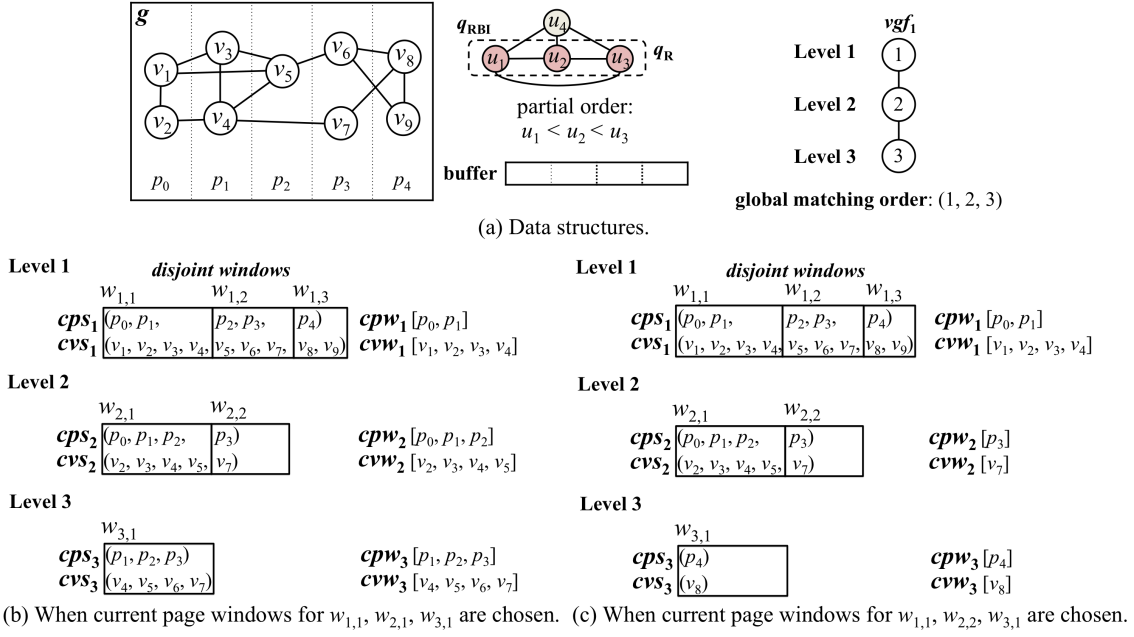 g
v3 v6
v1 v5 v8
v2 v4 v7 v9
p0 p1 p2 p3 p4
u4
qRBI qR
u1 u2 u3
partial order:
u1 < u2 < u3
buffer
vgf1
Level 1 1
Level 2 2
Level 3 3
global matching order: (1, 2, 3)
(a) Data structures.
Level 1
disjoint windows
w1,1 w1,2 w1,3
cps1 (p0, p1, p2, p3, p4) cpw1 [p0, p1]
cvs1 (v1, v2, v3, v4, v5, v6, v7, v8, v9) cvw1 [v1, v2, v3, v4]
Level 2
w2,1 w2,2
cps2 (p0, p1, p2, p3) cpw2 [p0, p1, p2]
cvs2 (v2, v3, v4, v5, v7) cvw2 [v2, v3, v4, v5]
Level 3
w3,1
cps3 (p1, p2, p3) cpw3 [p1, p2, p3]
cvs3 (v4, v5, v6, v7) cvw3 [v4, v5, v6, v7]
(b) When current page windows for w1,1, w2,1, w3,1 are chosen.
Level 1
disjoint windows
w1,1 w1,2 w1,3
cps1 (p0, p1, p2, p3, p4) cpw1 [p0, p1]
cvs1 (v1, v2, v3, v4, v5, v6, v7, v8, v9) cvw1 [v1, v2, v3, v4]
Level 2
w2,1 w2,2
cps2 (p0, p1, p2, p3) cpw2 [p3]
cvs2 (v2, v3, v4, v5, v7) cvw2 [v7]
Level 3
w3,1
cps3 (p4) cpw3 [p4]
cvs3 (v8) cvw3 [v8]
(c) When current page windows for w1,1, w2,2, w3,1 are chosen.